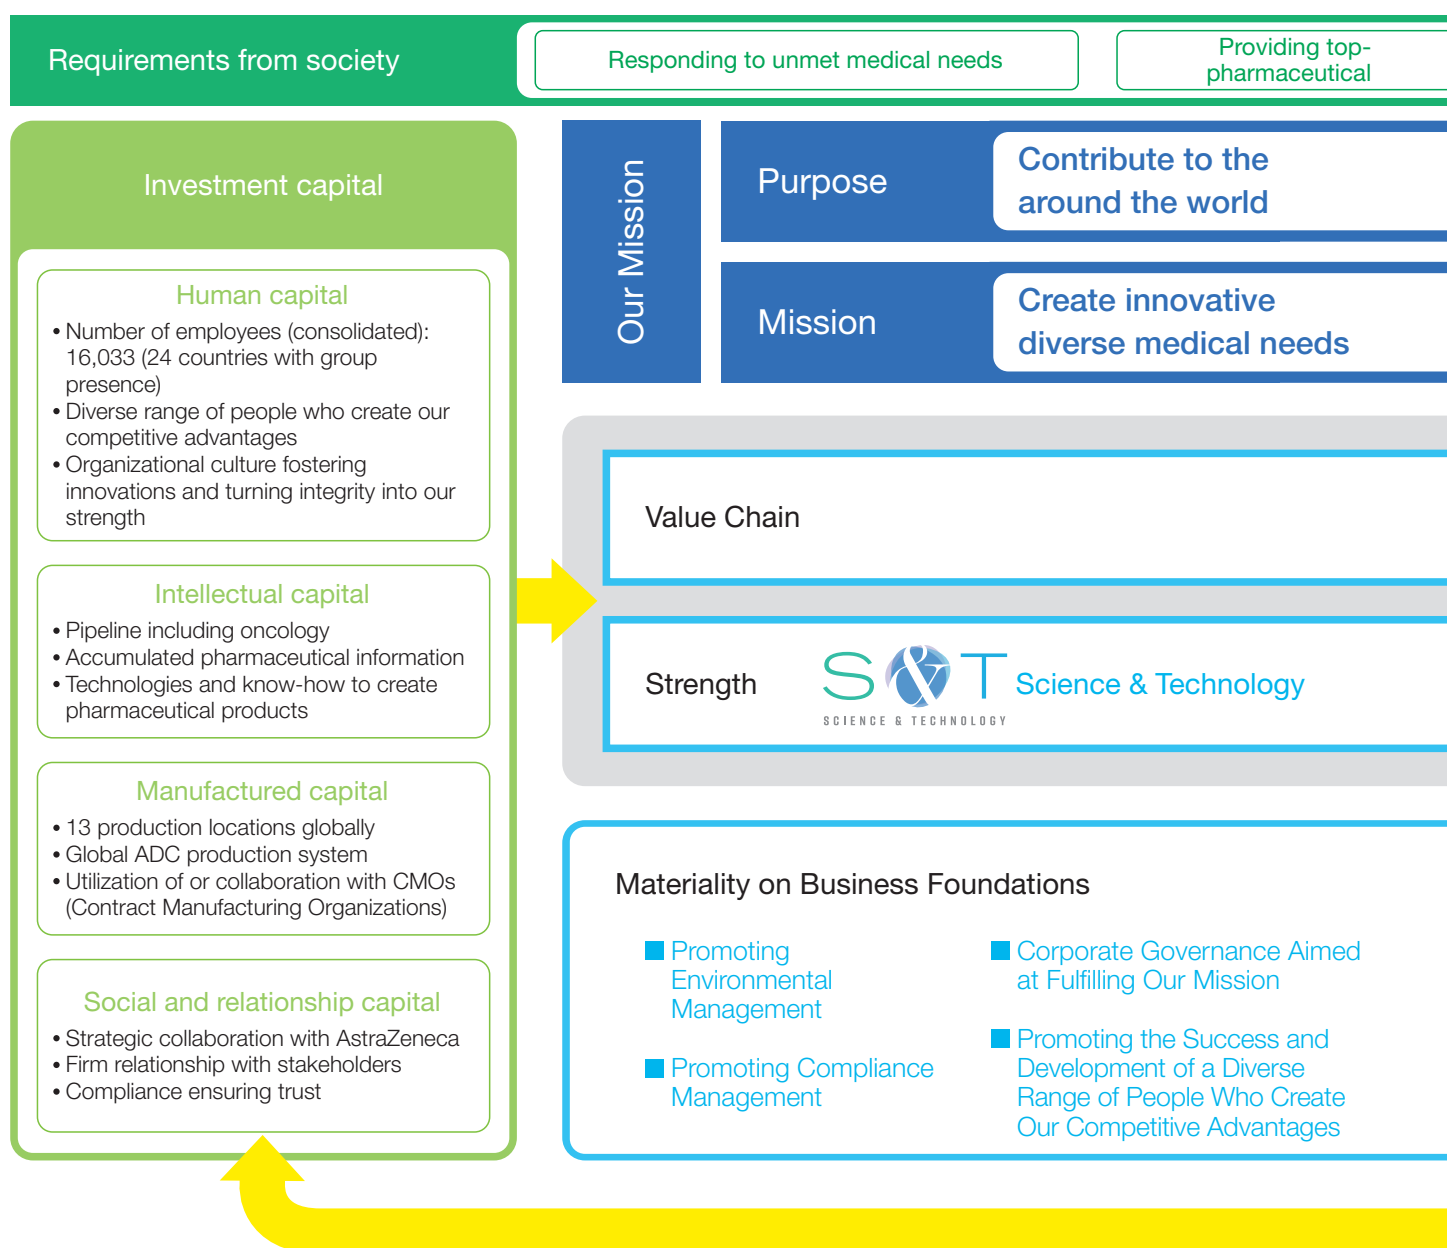 Requirements from society
Responding to unmet medical needs
Providing top-
pharmaceutical
Investment capital
Human capital
• Number of employees (consolidated):
16,033 (24 countries with group
presence)
• Diverse range of people who create our
competitive advantages
• Organizational culture fostering
innovations and turning integrity into our
strength
Intellectual capital
• Pipeline including oncology
• Accumulated pharmaceutical information
• Technologies and know-how to create
pharmaceutical products
Manufactured capital
• 13 production locations globally
• Global ADC production system
• Utilization of or collaboration with CMOs
(Contract Manufacturing Organizations)
Social and relationship capital
• Strategic collaboration with AstraZeneca
• Firm relationship with stakeholders
• Compliance ensuring trust
Our Mission
Purpose
Contribute to the
around the world
Mission
Create innovative
diverse medical needs
Value Chain
Strength
S&T
SCIENCE & TECHNOLOGY
Science & Technology
Materiality on Business Foundations
■ Promoting
Environmental
Management
■ Promoting Compliance
Management
■ Corporate Governance Aimed
at Fulfilling Our Mission
■ Promoting the Success and
Development of a Diverse
Range of People Who Create
Our Competitive Advantages